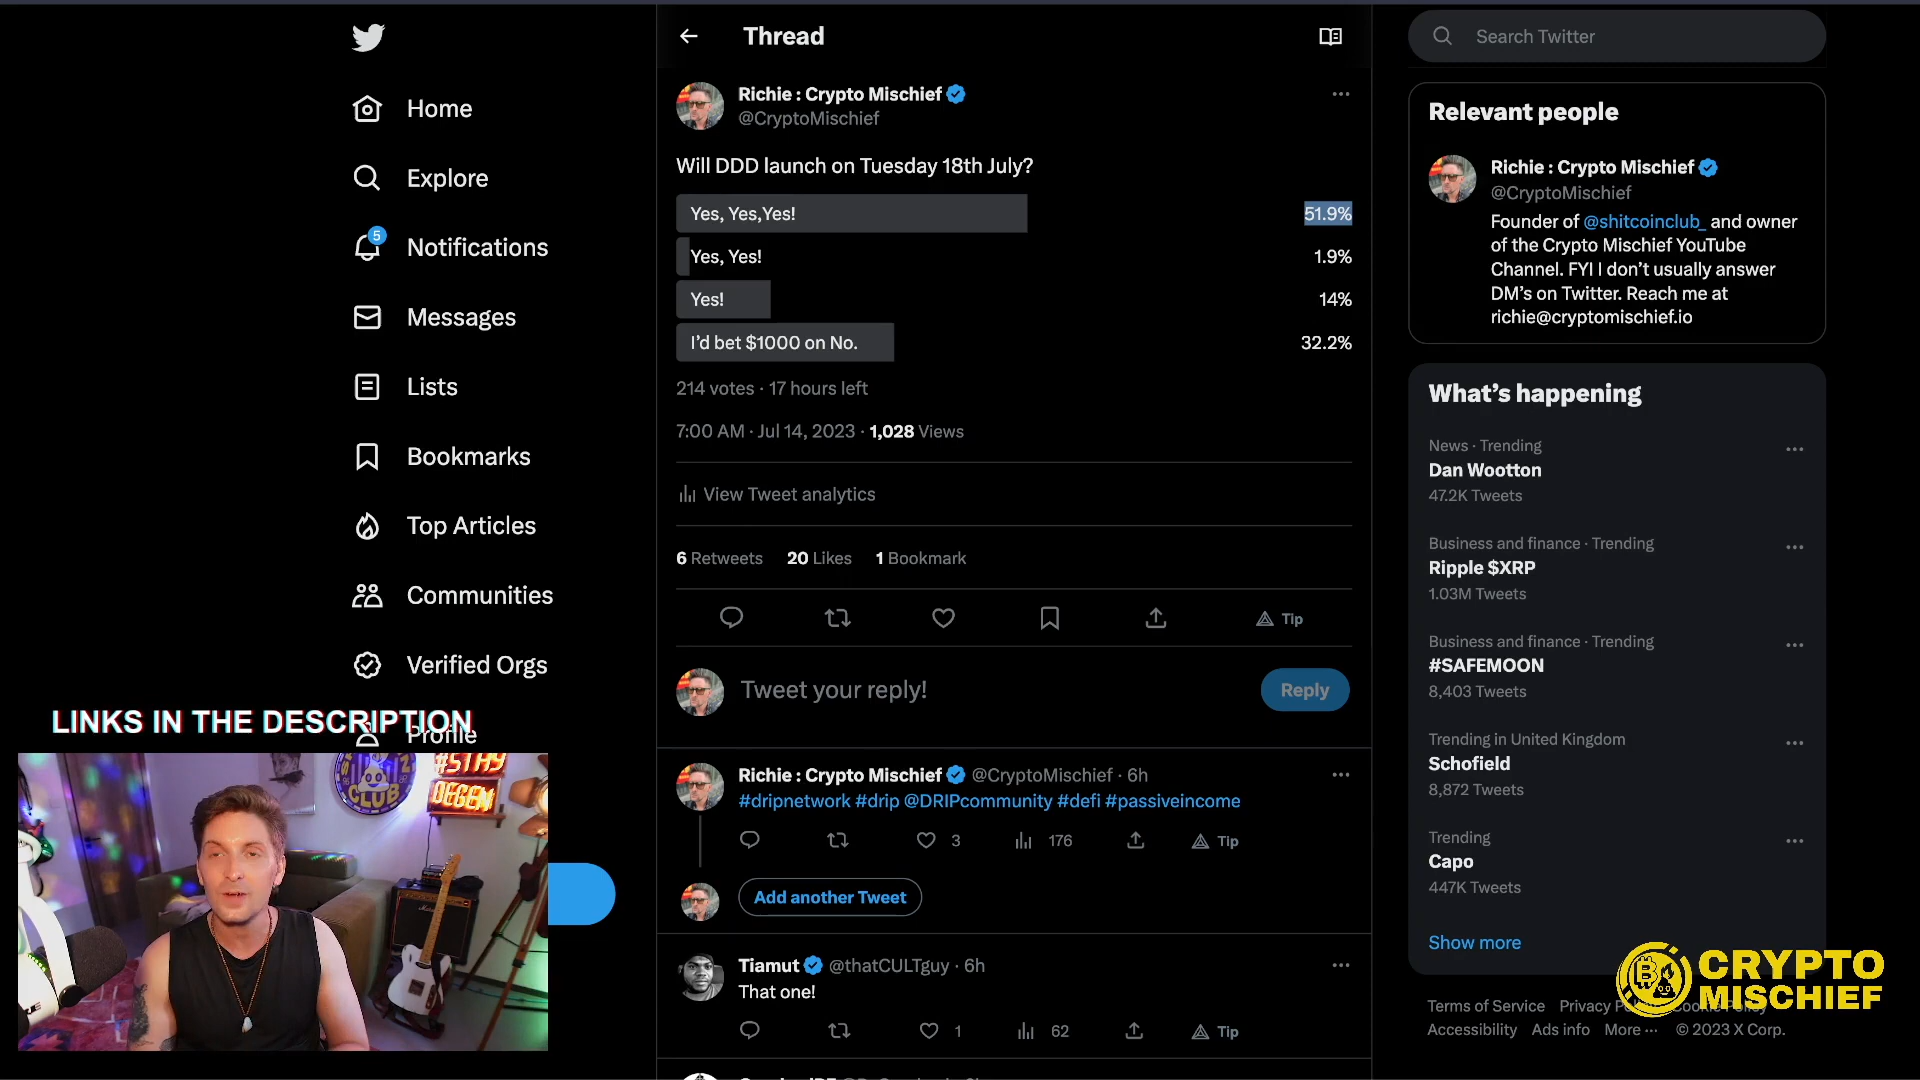 Home
Explore
5
Notifications
Messages
Lists
Bookmarks
Top Articles
Communities
Verified Orgs
Profile
LINKS IN THE DESCRIPTION
CLUB
#STAY
DEGEN
Thread
Richie : Crypto Mischief
@CryptoMischief
Will DDD launch on Tuesday 18th July?
Yes, Yes,Yes! 51.9%
Yes, Yes! 1.9%
Yes! 14%
I'd bet $1000 on No. 32.2%
214 votes · 17 hours left
7:00 AM · Jul 14, 2023 · 1,028 Views
View Tweet analytics
6 Retweets 20 Likes 1 Bookmark
Tip
Tweet your reply!
Reply
Richie : Crypto Mischief @CryptoMischief · 6h
#dripnetwork #drip @DRIPcommunity #defi #passiveincome
3 176 Tip
Add another Tweet
Tiamut @thatCULTguy · 6h
That one!
1 62 Tip
Search Twitter
Relevant people
Richie : Crypto Mischief
@CryptoMischief
Founder of @shitcoinclub_ and owner
of the Crypto Mischief YouTube
Channel. FYI I don't usually answer
DM's on Twitter. Reach me at
richie@cryptomischief.io
What's happening
News · Trending
Dan Wootton
47.2K Tweets
Business and finance · Trending
Ripple $XRP
1.03M Tweets
Business and finance · Trending
#SAFEMOON
8,403 Tweets
Trending in United Kingdom
Schofield
8,872 Tweets
Trending
Capo
447K Tweets
Show more
CRYPTO
MISCHIEF
Terms of Service Privacy Policy
Accessibility Ads info More ··· © 2023 X Corp.